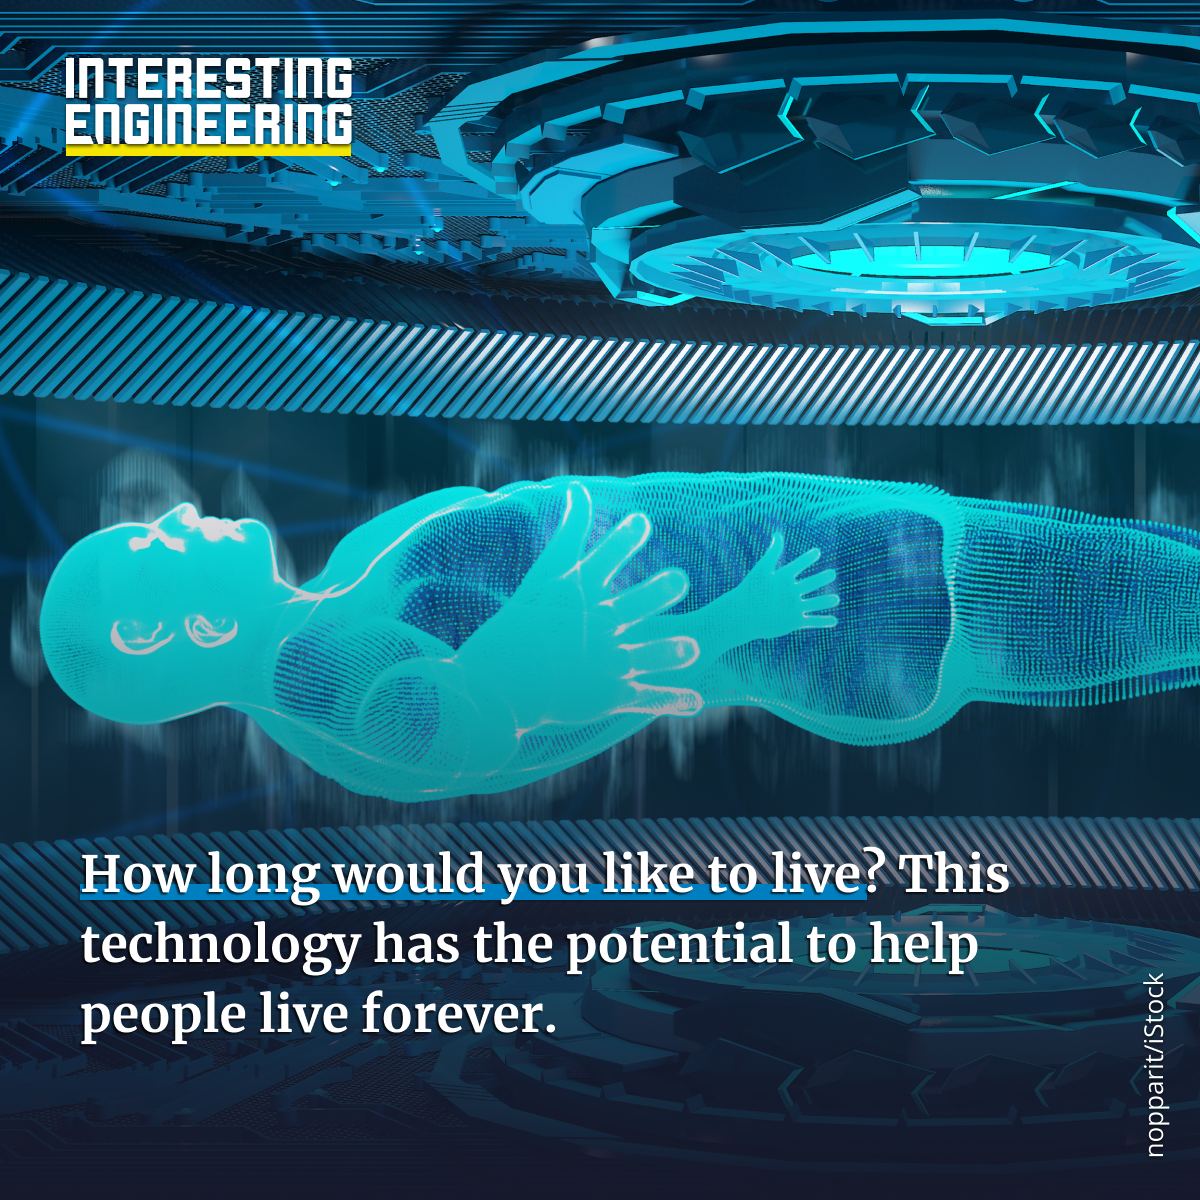 INTERESTING
ENGINEERING
How long would you like to live? This
technology has the potential to help
people live forever.
nopparit/iStock